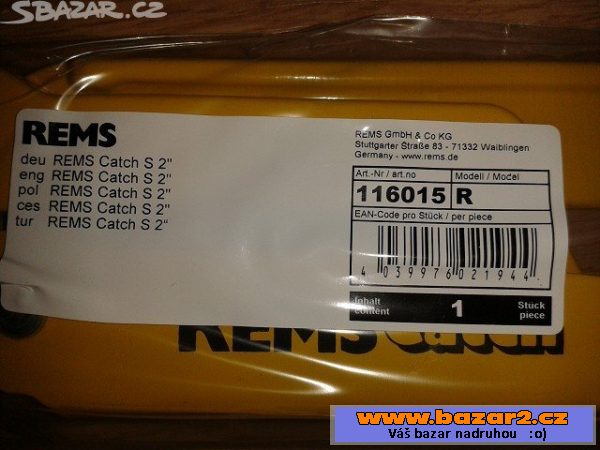 SBAZAR.CZ
REMS
deu REMS Catch S 2"
eng REMS Catch S 2"
pol REMS Catch S 2"
ces REMS Catch S 2"
tur REMS Catch S 2"
REMS GmbH & Co KG
Stuttgarter Straße 83 - 71332 Waiblingen
Germany - www.rems.de
Art.-Nr / art.no Modell / Model
116015 R
EAN-Code pro Stück / per piece
4 039976 021944
Inhalt 1 Stück
content piece
REMS Catch
www.bazar2.cz
Váš bazar nadruhou :o)